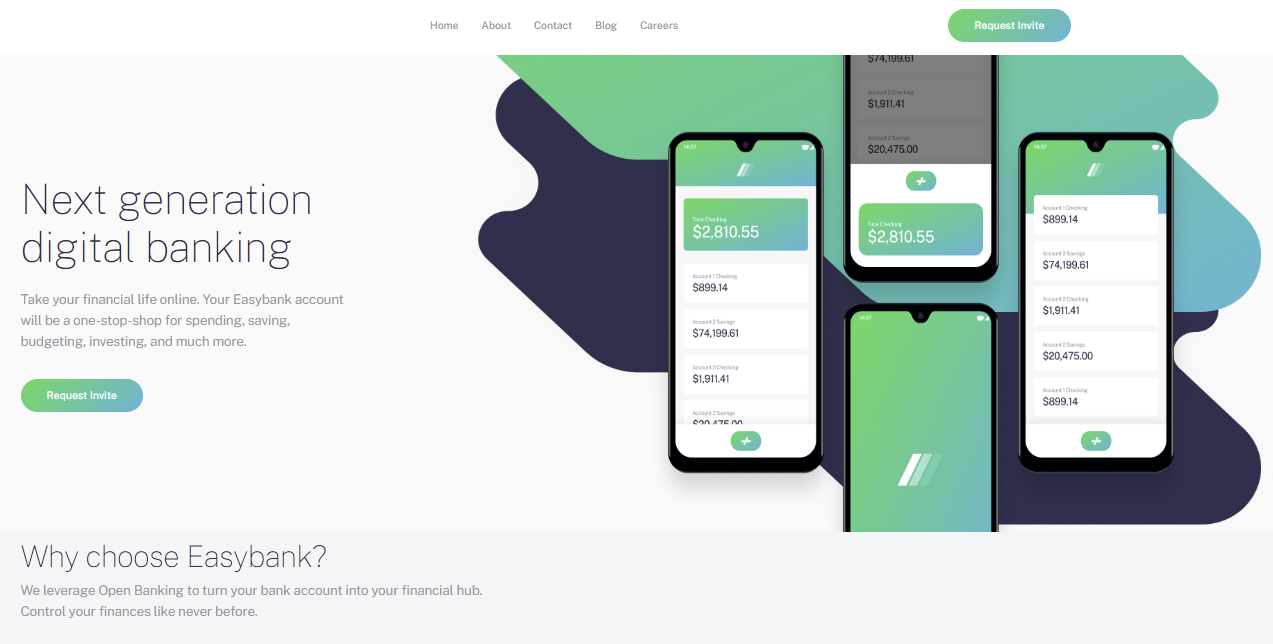 Home About Contact Blog Careers Request Invite
Next generation
digital banking
Take your financial life online. Your Easybank account
will be a one-stop-shop for spending, saving,
budgeting, investing, and much more.
Request Invite
14:07
Total Checking
$2,810.55
Account 1 Checking
$899.14
Account 2 Savings
$74,199.61
Account 2 Checking
$1,911.41
Account 2 Savings
$20,475.00
$74,199.61
Account 2 Checking
$1,911.41
Account 2 Savings
$20,475.00
Total Checking
$2,810.55
14:07
14:07
Account 1 Checking
$899.14
Account 2 Savings
$74,199.61
Account 2 Checking
$1,911.41
Account 2 Savings
$20,475.00
Account 1 Checking
$899.14
Why choose Easybank?
We leverage Open Banking to turn your bank account into your financial hub.
Control your finances like never before.